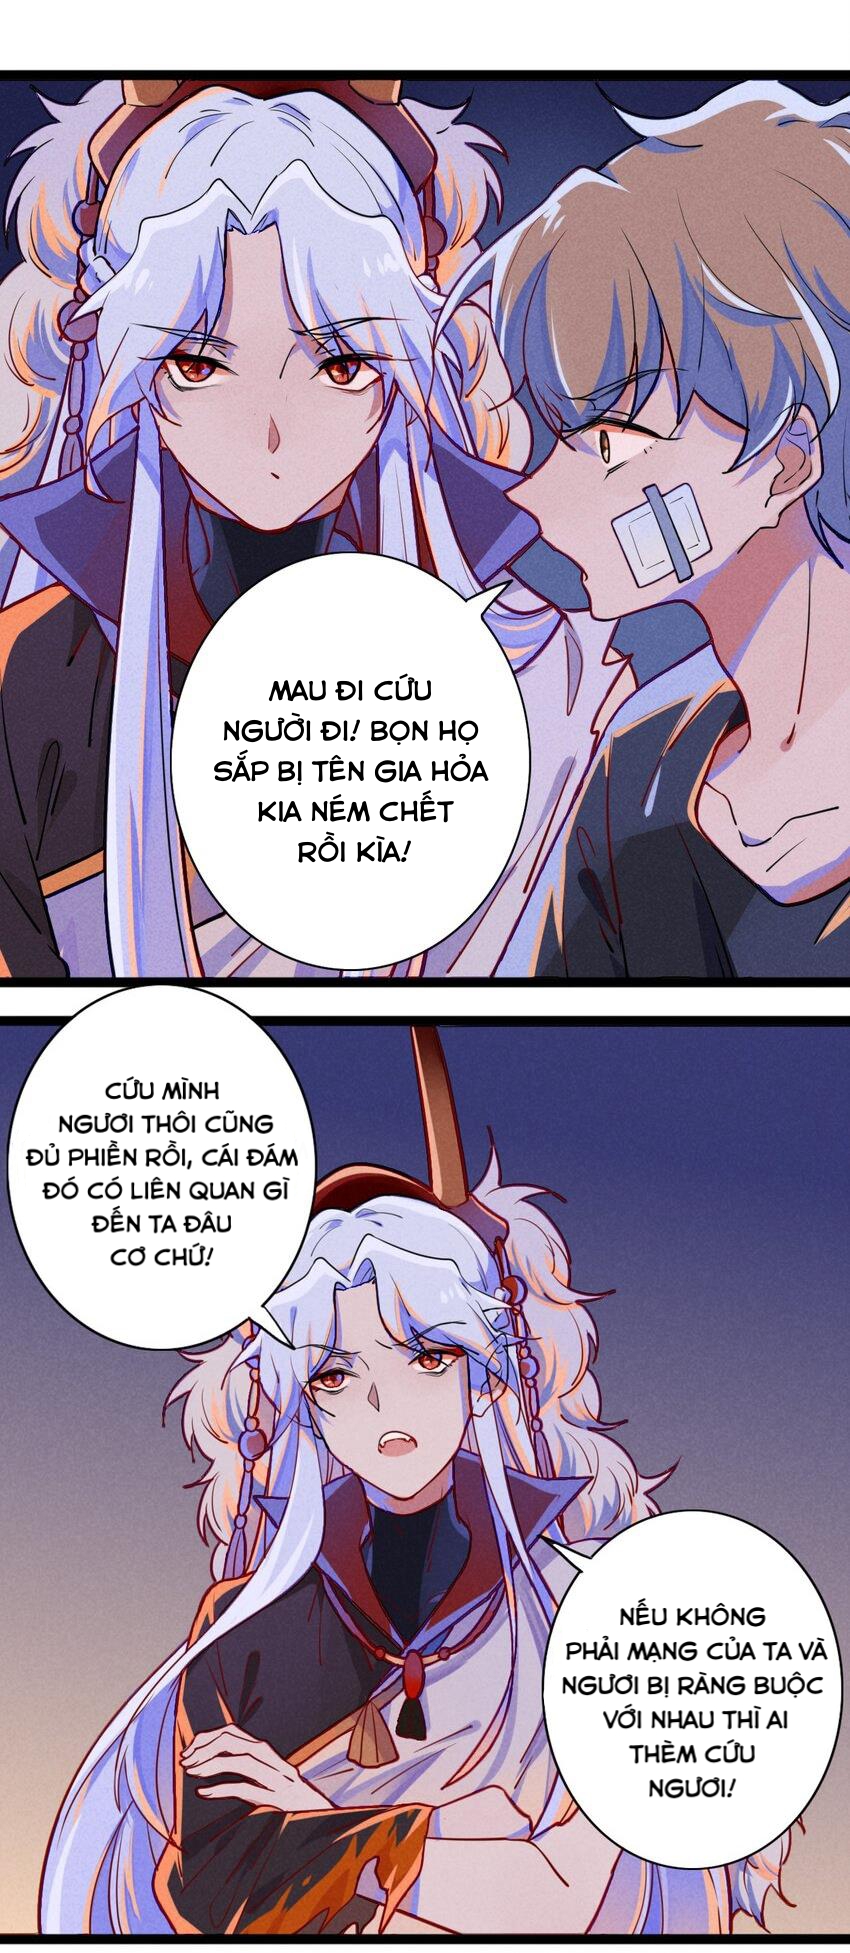 MAU ĐI CỨU
NGƯỜI ĐI! BỌN HỌ
SẮP BỊ TÊN GIA HỎA
KIA NÉM CHẾT
RỒI KÌA!
CỨU MÌNH
NGƯƠI THÔI CŨNG
ĐỦ PHIỀN RỒI, CÁI ĐÁM
ĐÓ CÓ LIÊN QUAN GÌ
ĐẾN TA ĐÂU
CƠ CHỨ!
NẾU KHÔNG
PHẢI MẠNG CỦA TA VÀ
NGƯƠI BỊ RÀNG BUỘC
VỚI NHAU THÌ AI
THÈM CỨU
NGƯƠI!